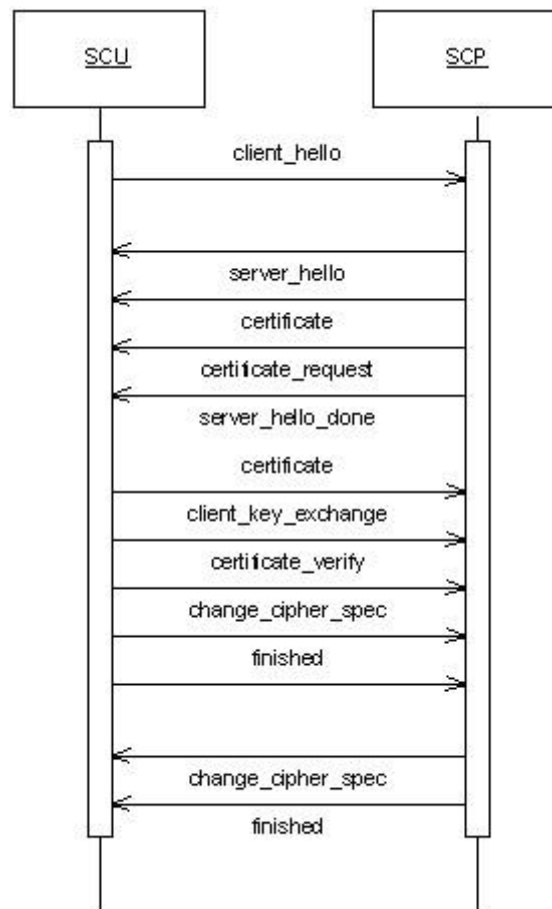 SCU
SCP
client_hello
server_hello
certificate
certificate_request
server_hello_done
certificate
client_key_exchange
certificate_verify
change_cipher_spec
finished
change_cipher_spec
finished